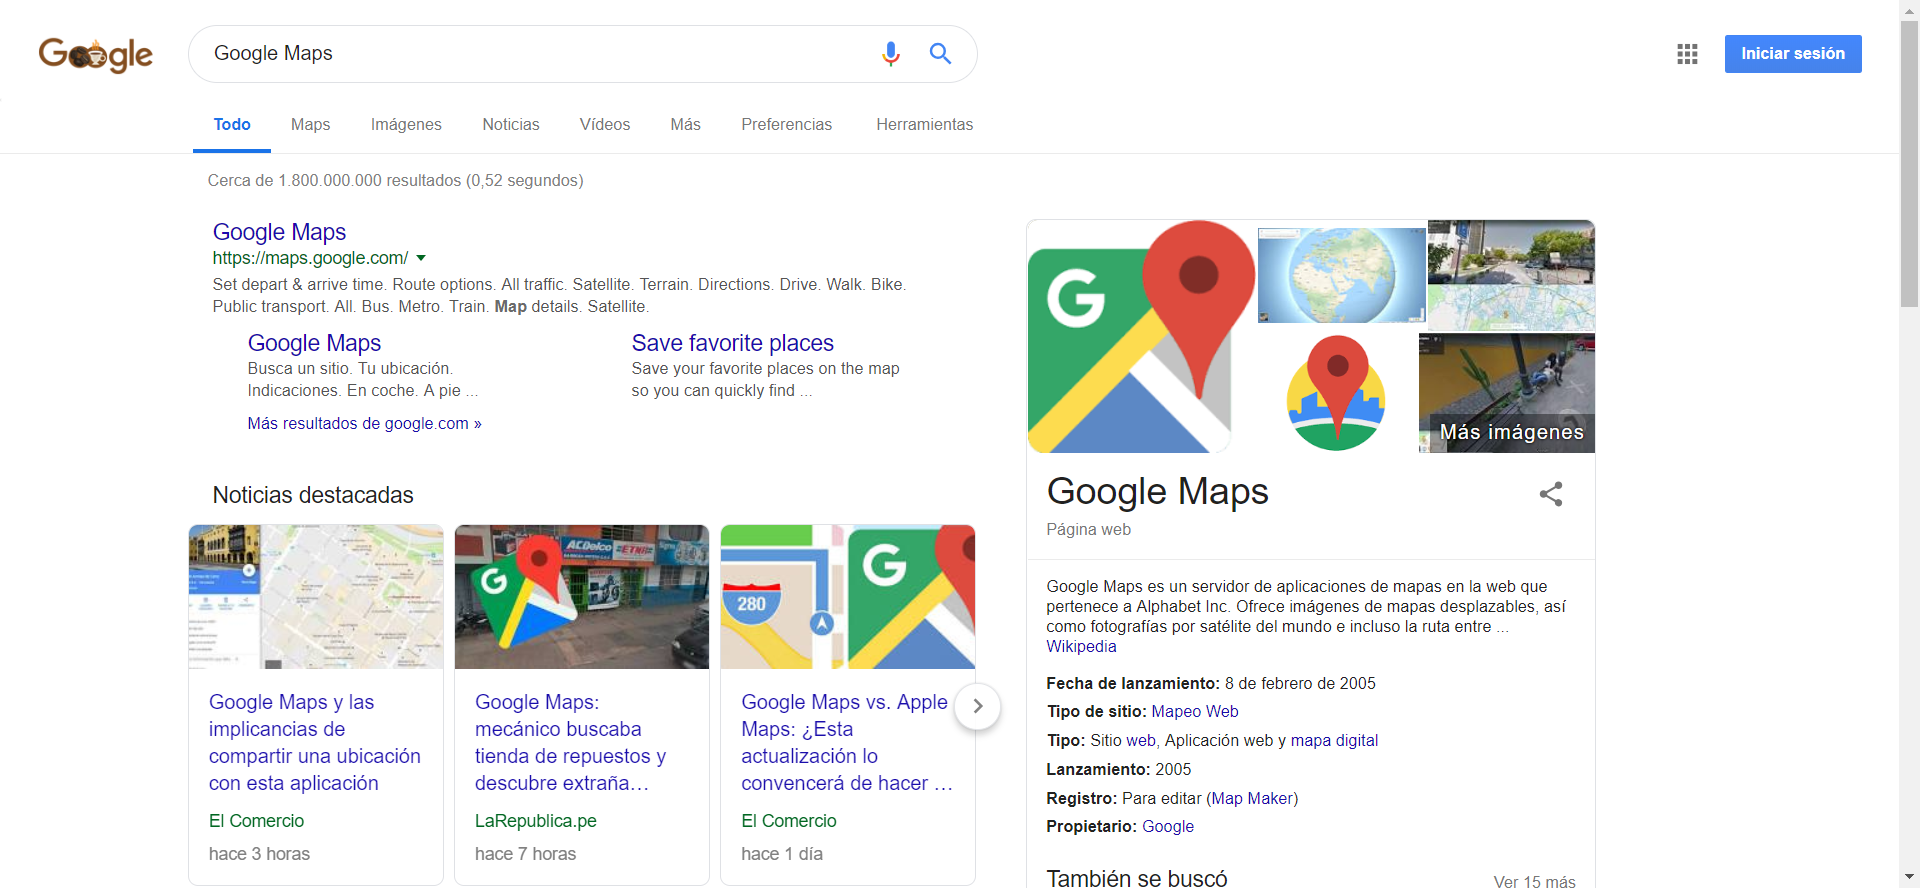 Google
Google Maps
Iniciar sesión
Todo
Maps
Imágenes
Noticias
Vídeos
Más
Preferencias
Herramientas
Cerca de 1.800.000.000 resultados (0,52 segundos)
Google Maps
https://maps.google.com/
Set depart & arrive time. Route options. All traffic. Satellite. Terrain. Directions. Drive. Walk. Bike.
Public transport. All. Bus. Metro. Train. Map details. Satellite.
Google Maps
Busca un sitio. Tu ubicación.
Indicaciones. En coche. A pie ...
Save favorite places
Save your favorite places on the map
so you can quickly find ...
Más resultados de google.com »
Noticias destacadas
Google Maps y las
implicancias de
compartir una ubicación
con esta aplicación
El Comercio
hace 3 horas
ACDelco
ETNA
G
Google Maps:
mecánico buscaba
tienda de repuestos y
descubre extraña...
LaRepublica.pe
hace 7 horas
280
G
Google Maps vs. Apple
Maps: ¿Esta
actualización lo
convencerá de hacer ...
El Comercio
hace 1 día
G
Más imágenes
Google Maps
Página web
Google Maps es un servidor de aplicaciones de mapas en la web que
pertenece a Alphabet Inc. Ofrece imágenes de mapas desplazables, así
como fotografías por satélite del mundo e incluso la ruta entre ...
Wikipedia
Fecha de lanzamiento: 8 de febrero de 2005
Tipo de sitio: Mapeo Web
Tipo: Sitio web, Aplicación web y mapa digital
Lanzamiento: 2005
Registro: Para editar (Map Maker)
Propietario: Google
También se buscó
Ver 15 más